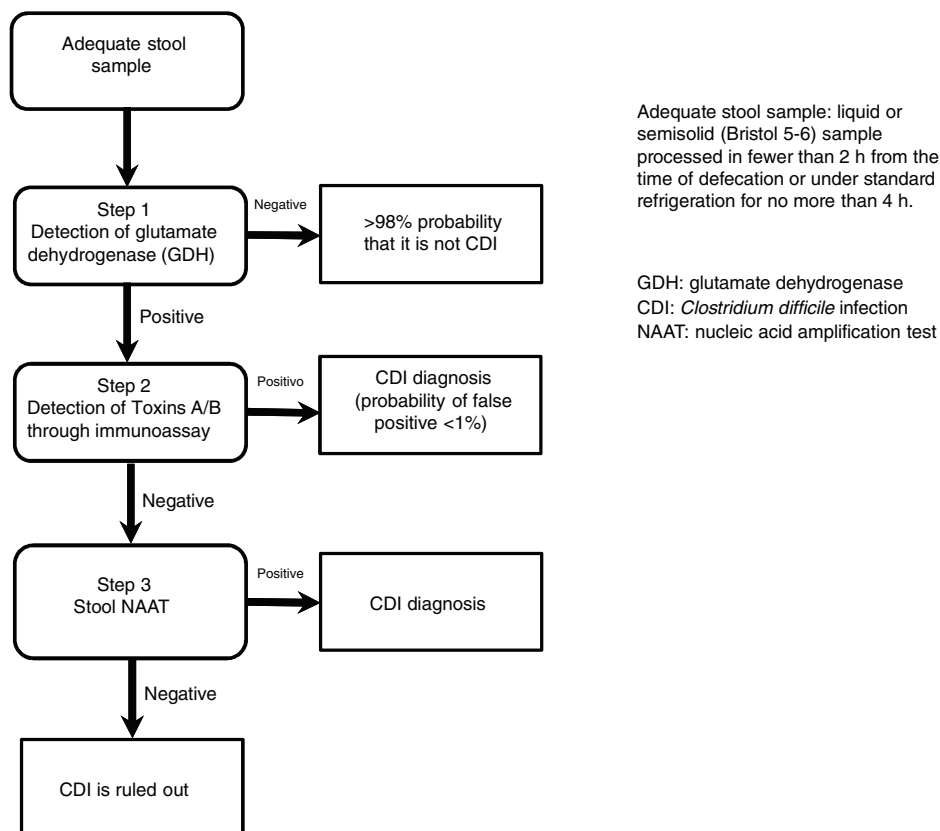 Adequate stool
sample
Adequate stool sample: liquid or
semisolid (Bristol 5-6) sample
processed in fewer than 2 h from the
time of defecation or under standard
refrigeration for no more than 4 h.
GDH: glutamate dehydrogenase
CDI: Clostridium difficile infection
NAAT: nucleic acid amplification test
Step 1
Detection of glutamate
dehydrogenase (GDH)
Negative
>98% probability
that it is not CDI
Positive
Step 2
Detection of Toxins A/B
through immunoassay
Positivo
CDI diagnosis
(probability of false
positive <1%)
Negative
Step 3
Stool NAAT
Positive
CDI diagnosis
Negative
CDI is ruled out